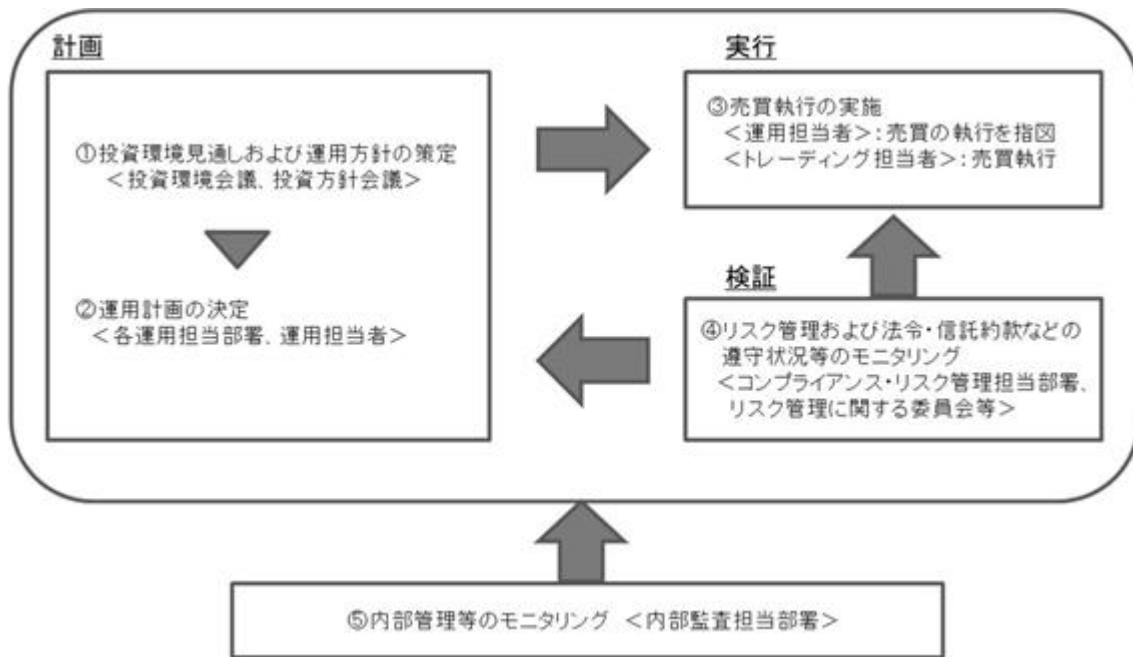 計画
①投資環境見通しおよび運用方針の策定
<投資環境会議、投資方針会議>
②運用計画の決定
<各運用担当部署、運用担当者>
実行
③売買執行の実施
<運用担当者>:売買の執行を指図
<トレーディング担当者>:売買執行
検証
④リスク管理および法令・信託約款などの
遵守状況等のモニタリング
<コンプライアンス・リスク管理担当部署、
リスク管理に関する委員会等>
⑤内部管理等のモニタリング <内部監査担当部署>